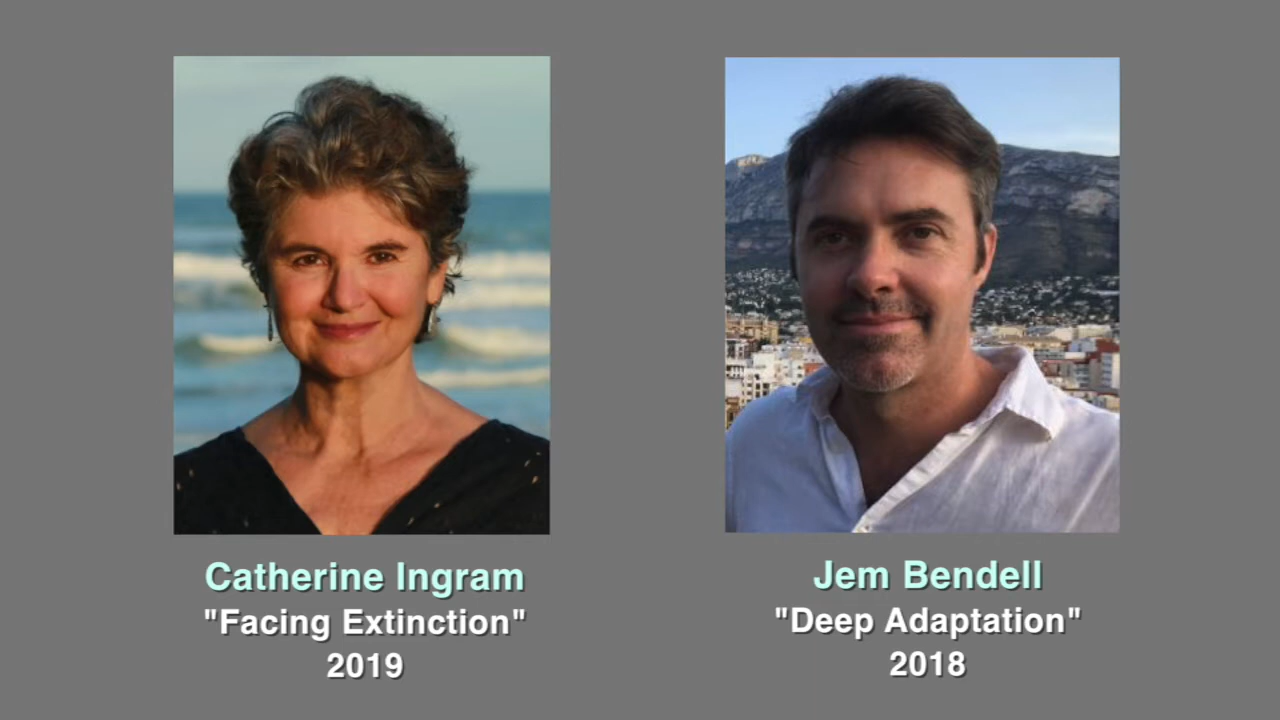 Catherine Ingram
"Facing Extinction"
2019
Jem Bendell
"Deep Adaptation"
2018